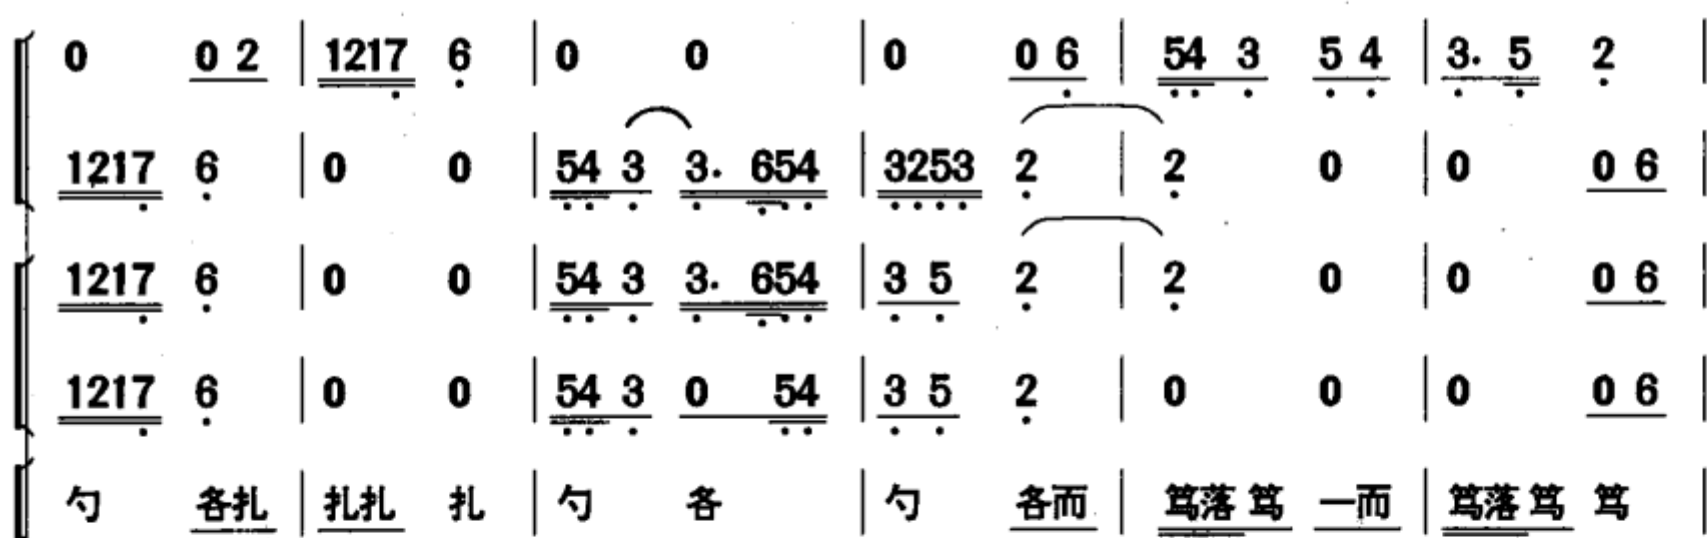 0 0 2 | 1217 6 | 0 0 | 0 0 6 | 54 3 5 4 | 3. 5 2 |
1217 6 | 0 0 | 54 3 3. 654 | 3253 2 | 2 0 | 0 0 6 |
1217 6 | 0 0 | 54 3 3. 654 | 3 5 2 | 2 0 | 0 0 6 |
1217 6 | 0 0 | 54 3 0 54 | 3 5 2 | 0 0 | 0 0 6 |
勺 各扎 | 扎扎 扎 | 勺 各 | 勺 各而 | 笃落 笃 一而 | 笃落 笃 笃